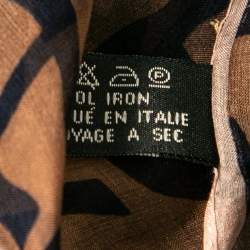 OL IRON
UÉ EN ITALIE
YAGE A SEC